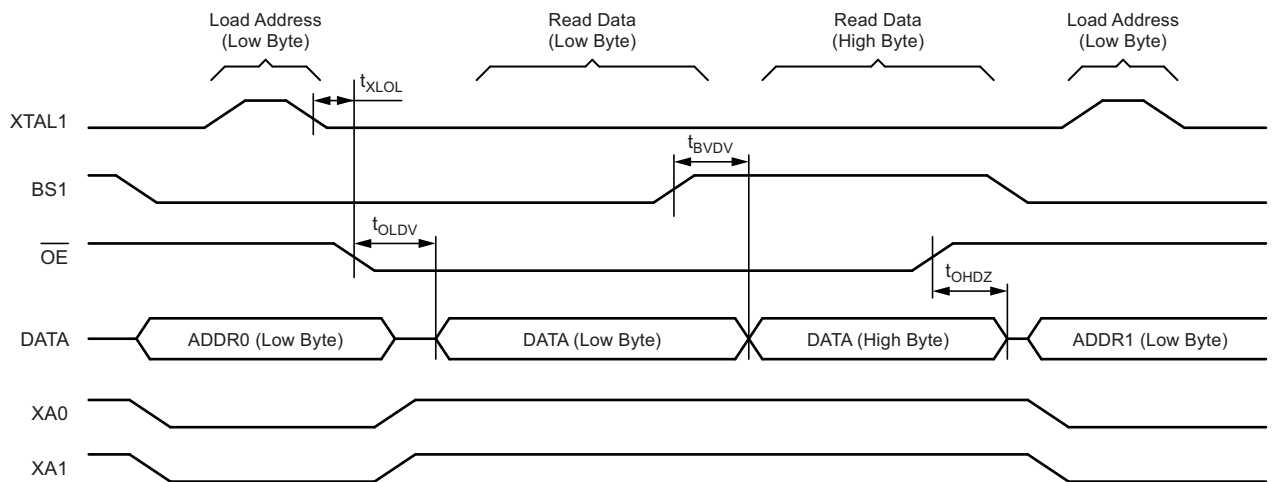 Load Address
(Low Byte)
Read Data
(Low Byte)
Read Data
(High Byte)
Load Address
(Low Byte)
tXLOL
XTAL1
tBVDV
BS1
tOLDV
OE
tOHDZ
DATA
ADDR0 (Low Byte)
DATA (Low Byte)
DATA (High Byte)
ADDR1 (Low Byte)
XA0
XA1